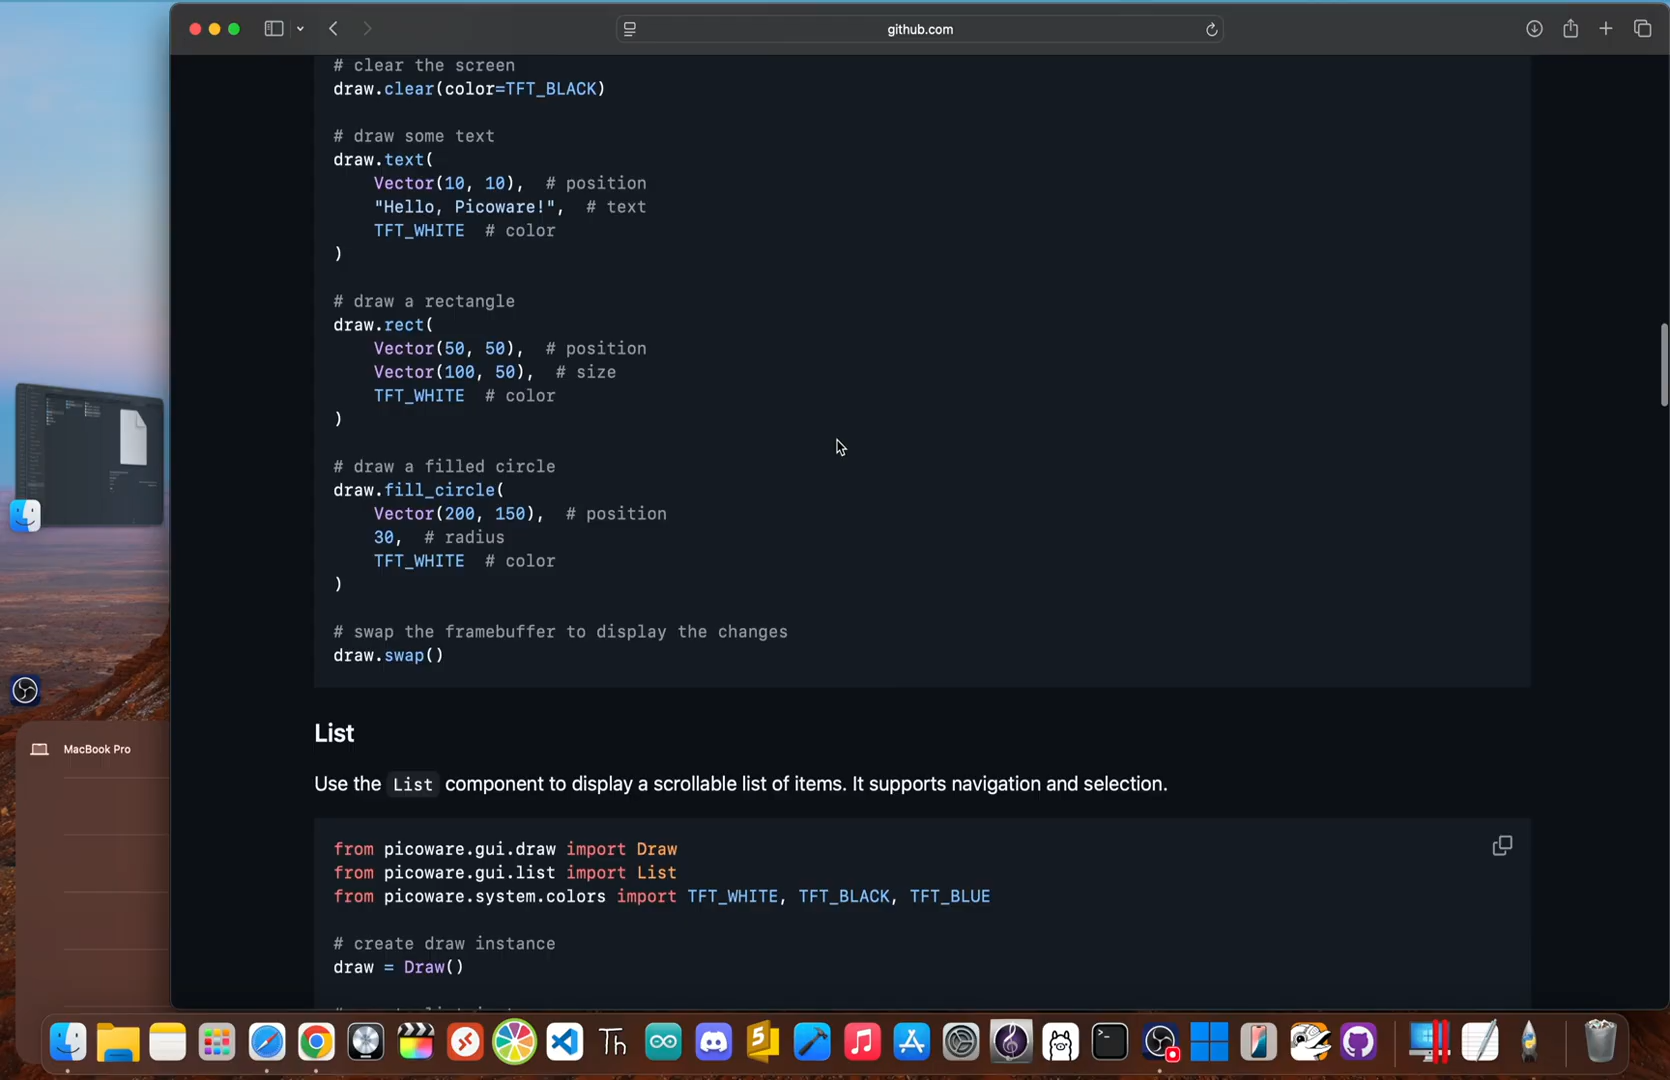 github.com
# clear the screen
draw.clear(color=TFT_BLACK)
# draw some text
draw.text(
Vector(10, 10),  # position
"Hello, Picoware!",  # text
TFT_WHITE  # color
)
# draw a rectangle
draw.rect(
Vector(50, 50),  # position
Vector(100, 50),  # size
TFT_WHITE  # color
)
# draw a filled circle
draw.fill_circle(
Vector(200, 150),  # position
30,  # radius
TFT_WHITE  # color
)
# swap the framebuffer to display the changes
draw.swap()
List
MacBook Pro
Use the List component to display a scrollable list of items. It supports navigation and selection.
from picoware.gui.draw import Draw
from picoware.gui.list import List
from picoware.system.colors import TFT_WHITE, TFT_BLACK, TFT_BLUE
# create draw instance
draw = Draw()
Th
5